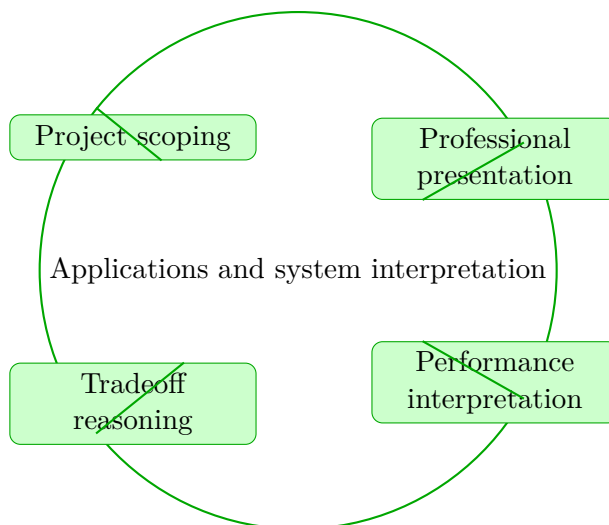 Project scoping
Professional
presentation
Applications and system interpretation
Tradeoff
reasoning
Performance
interpretation